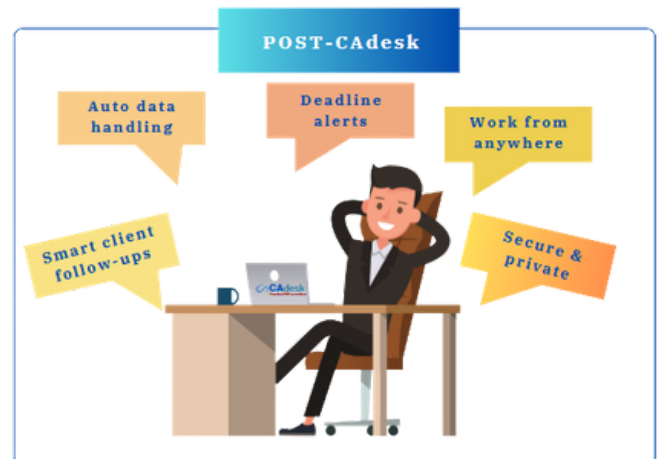 POST-CAdesk
Auto data
handling
Deadline
alerts
Work from
anywhere
Smart client
follow-ups
Secure &
private
CAdesk